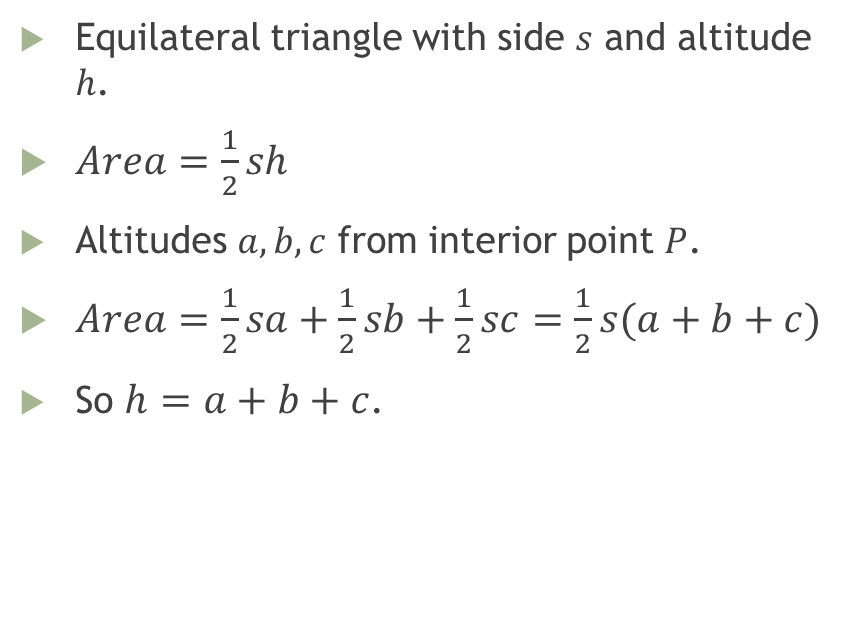 Equilateral triangle with side s and altitude
h.
Area = 1/2 sh
Altitudes a, b, c from interior point P.
Area = 1/2 sa + 1/2 sb + 1/2 sc = 1/2 s(a + b + c)
So h = a + b + c.